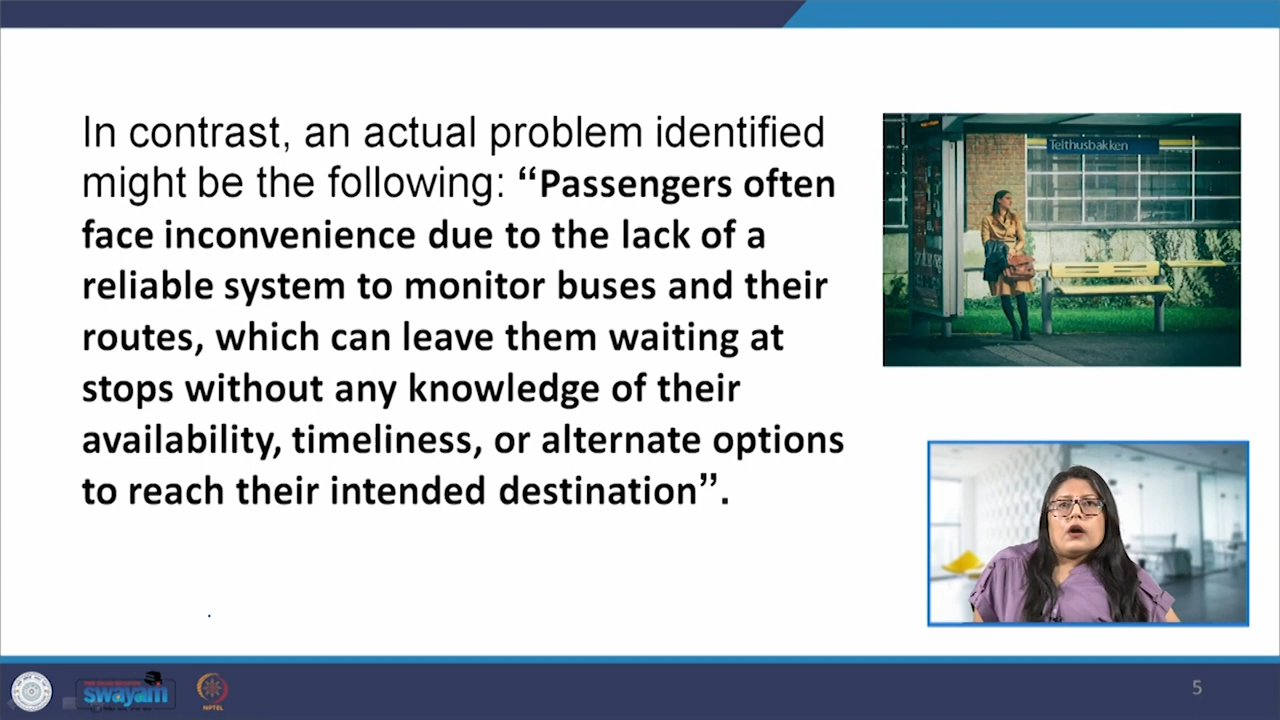 In contrast, an actual problem identified
might be the following: “Passengers often
face inconvenience due to the lack of a
reliable system to monitor buses and their
routes, which can leave them waiting at
stops without any knowledge of their
availability, timeliness, or alternate options
to reach their intended destination”.
Telthusbakken
swayam
NPTEL
5